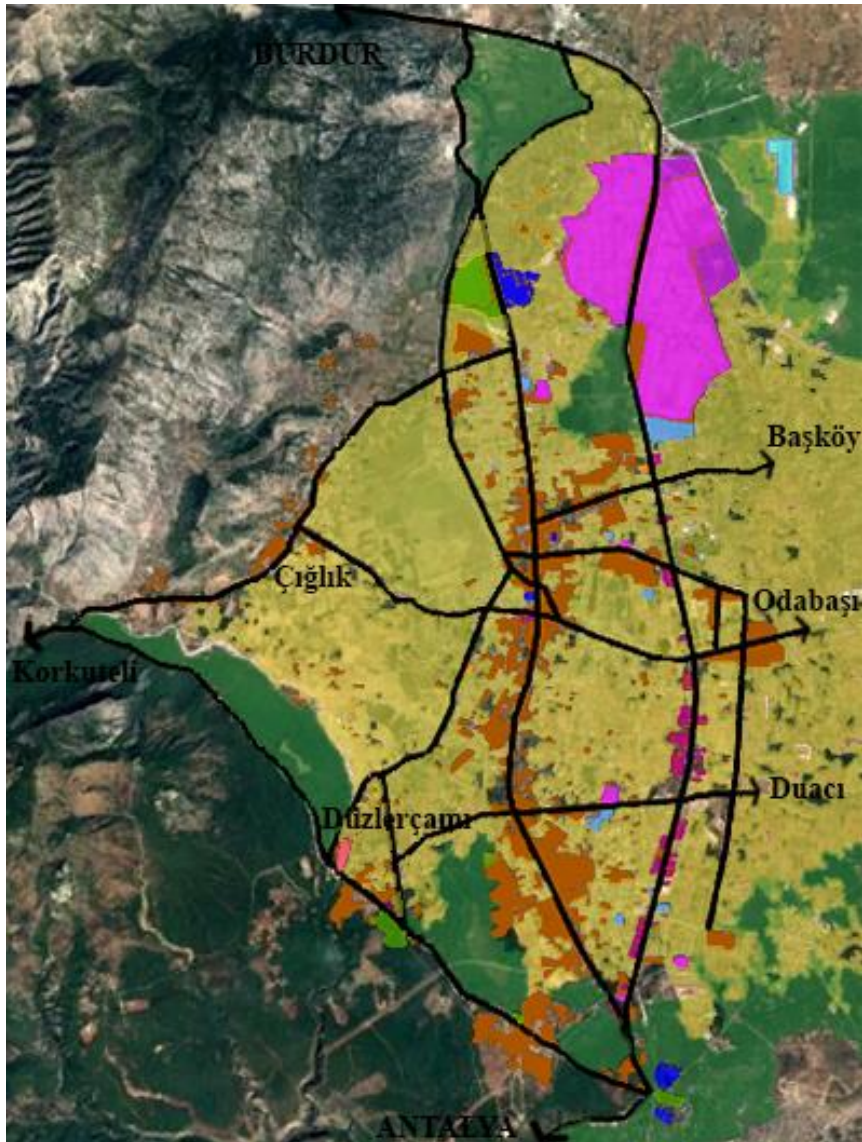 BURDUR
Başköy
Çığlık
Odabaşı
Korkuteli
Duacı
Düzlerçamı
ANTALYA